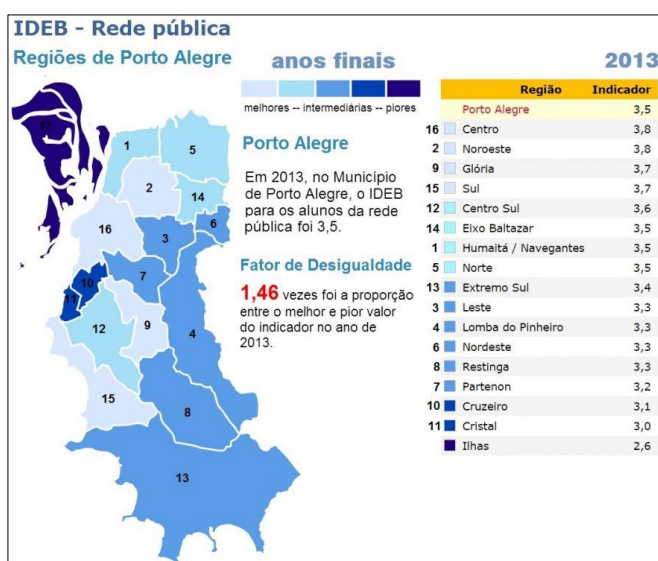 IDEB - Rede pública
Regiões de Porto Alegre
anos finais
2013
melhores -- intermediárias -- piores
Porto Alegre
Em 2013, no Município
de Porto Alegre, o IDEB
para os alunos da rede
pública foi 3,5.
Fator de Desigualdade
1,46 vezes foi a proporção
entre o melhor e pior valor
do indicador no ano de
2013.
Região Indicador
Porto Alegre 3,5
16 Centro 3,8
2 Noroeste 3,8
9 Glória 3,7
15 Sul 3,7
12 Centro Sul 3,6
14 Eixo Baltazar 3,5
1 Humaitá / Navegantes 3,5
5 Norte 3,5
13 Extremo Sul 3,4
3 Leste 3,3
4 Lomba do Pinheiro 3,3
6 Nordeste 3,3
8 Restinga 3,3
7 Partenon 3,2
10 Cruzeiro 3,1
11 Cristal 3,0
Ilhas 2,6
17
1
5
2
14
6
16
3
10
7
11
12
9
4
15
8
13